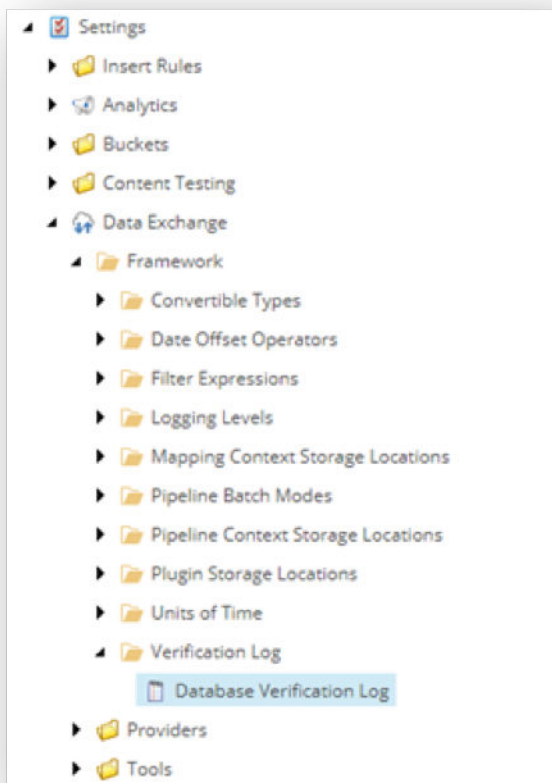 Settings
Insert Rules
Analytics
Buckets
Content Testing
Data Exchange
Framework
Convertible Types
Date Offset Operators
Filter Expressions
Logging Levels
Mapping Context Storage Locations
Pipeline Batch Modes
Pipeline Context Storage Locations
Plugin Storage Locations
Units of Time
Verification Log
Database Verification Log
Providers
Tools